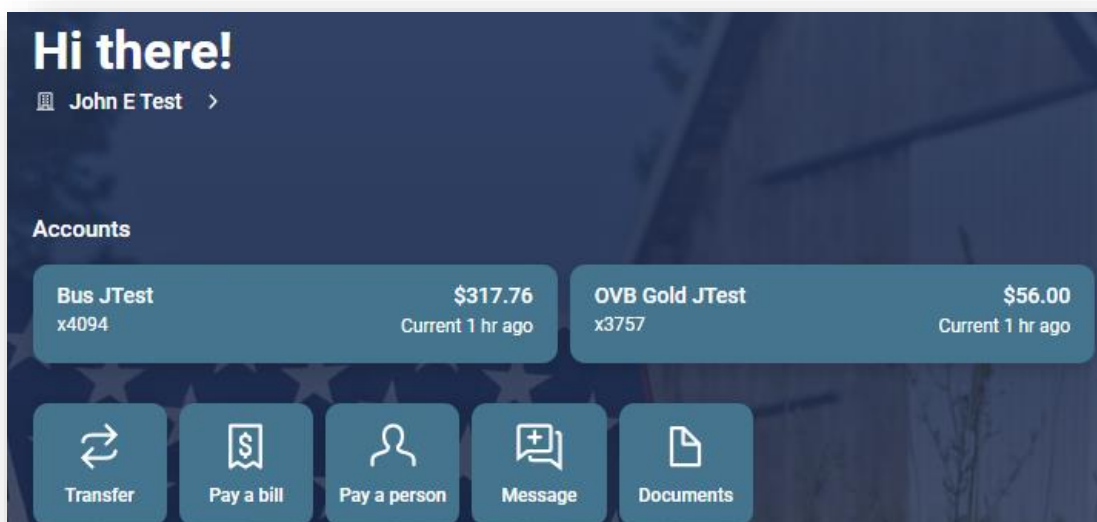 Hi there!
John E Test
Accounts
Bus JTest $317.76
x4094 Current 1 hr ago
OVB Gold JTest $56.00
x3757 Current 1 hr ago
Transfer Pay a bill Pay a person Message Documents